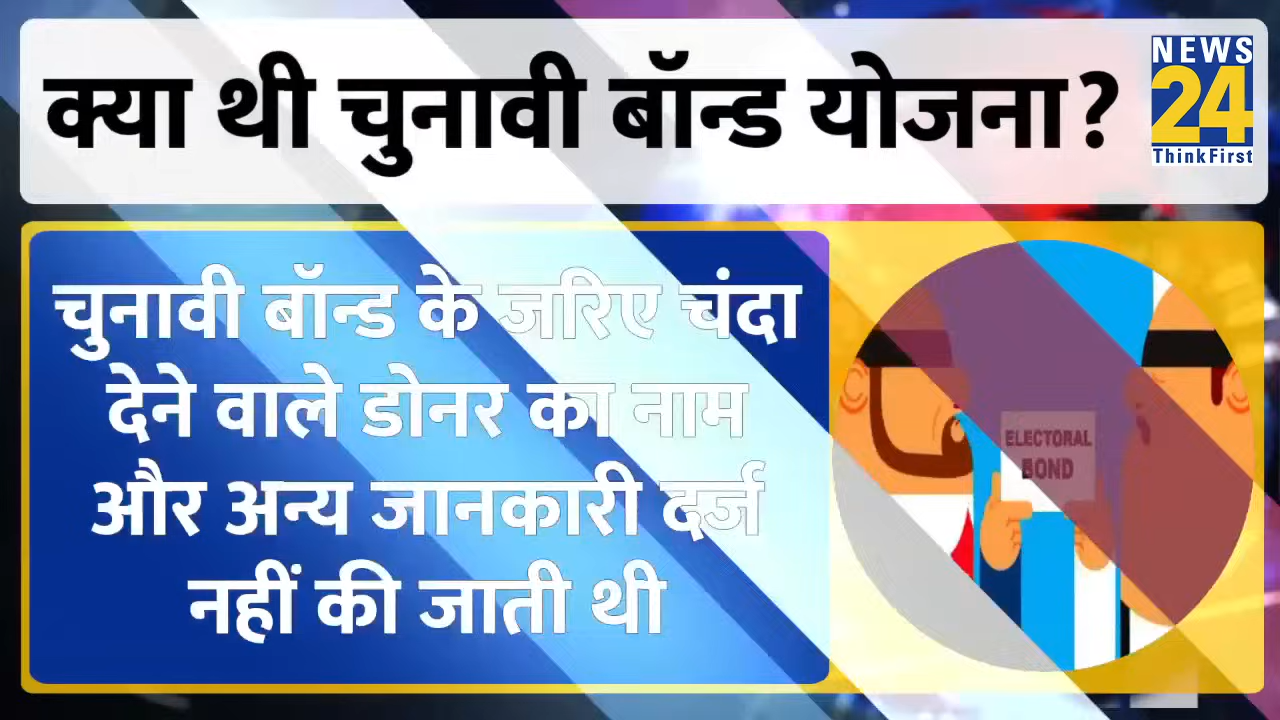 क्या थी चुनावी बॉन्ड योजना?
NEWS
24
ThinkFirst
चुनावी बॉन्ड के जरिए चंदा
देने वाले डोनर का नाम
और अन्य जानकारी दर्ज
नहीं की जाती थी
ELECTORAL
BOND